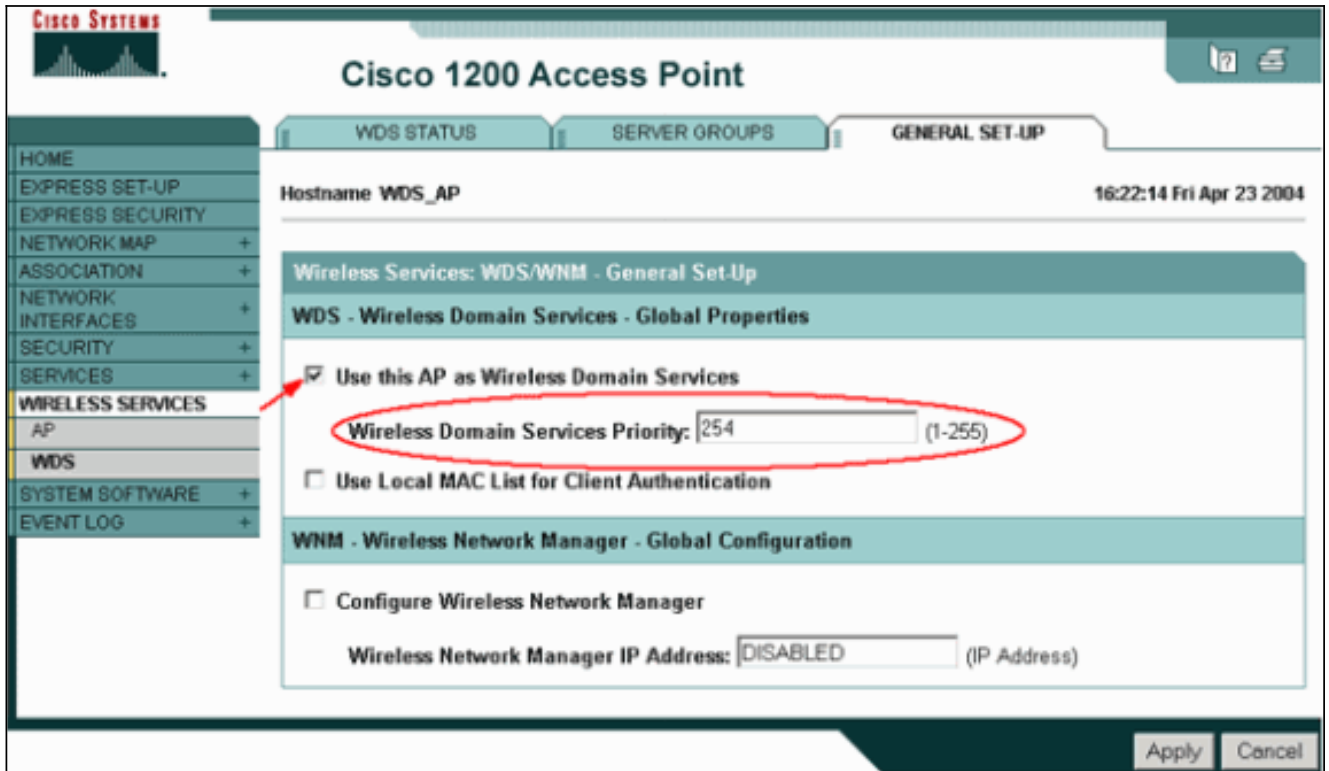 CISCO SYSTEMS
Cisco 1200 Access Point
?
WDS STATUS
SERVER GROUPS
GENERAL SET-UP
HOME
EXPRESS SET-UP
EXPRESS SECURITY
NETWORK MAP +
ASSOCIATION +
NETWORK
INTERFACES +
SECURITY +
SERVICES +
WIRELESS SERVICES
AP
WDS
SYSTEM SOFTWARE +
EVENT LOG +
Hostname WDS_AP
16:22:14 Fri Apr 23 2004
Wireless Services: WDS/WNM - General Set-Up
WDS - Wireless Domain Services - Global Properties
Use this AP as Wireless Domain Services
Wireless Domain Services Priority: 254 (1-255)
Use Local MAC List for Client Authentication
WNM - Wireless Network Manager - Global Configuration
Configure Wireless Network Manager
Wireless Network Manager IP Address: DISABLED (IP Address)
Apply
Cancel